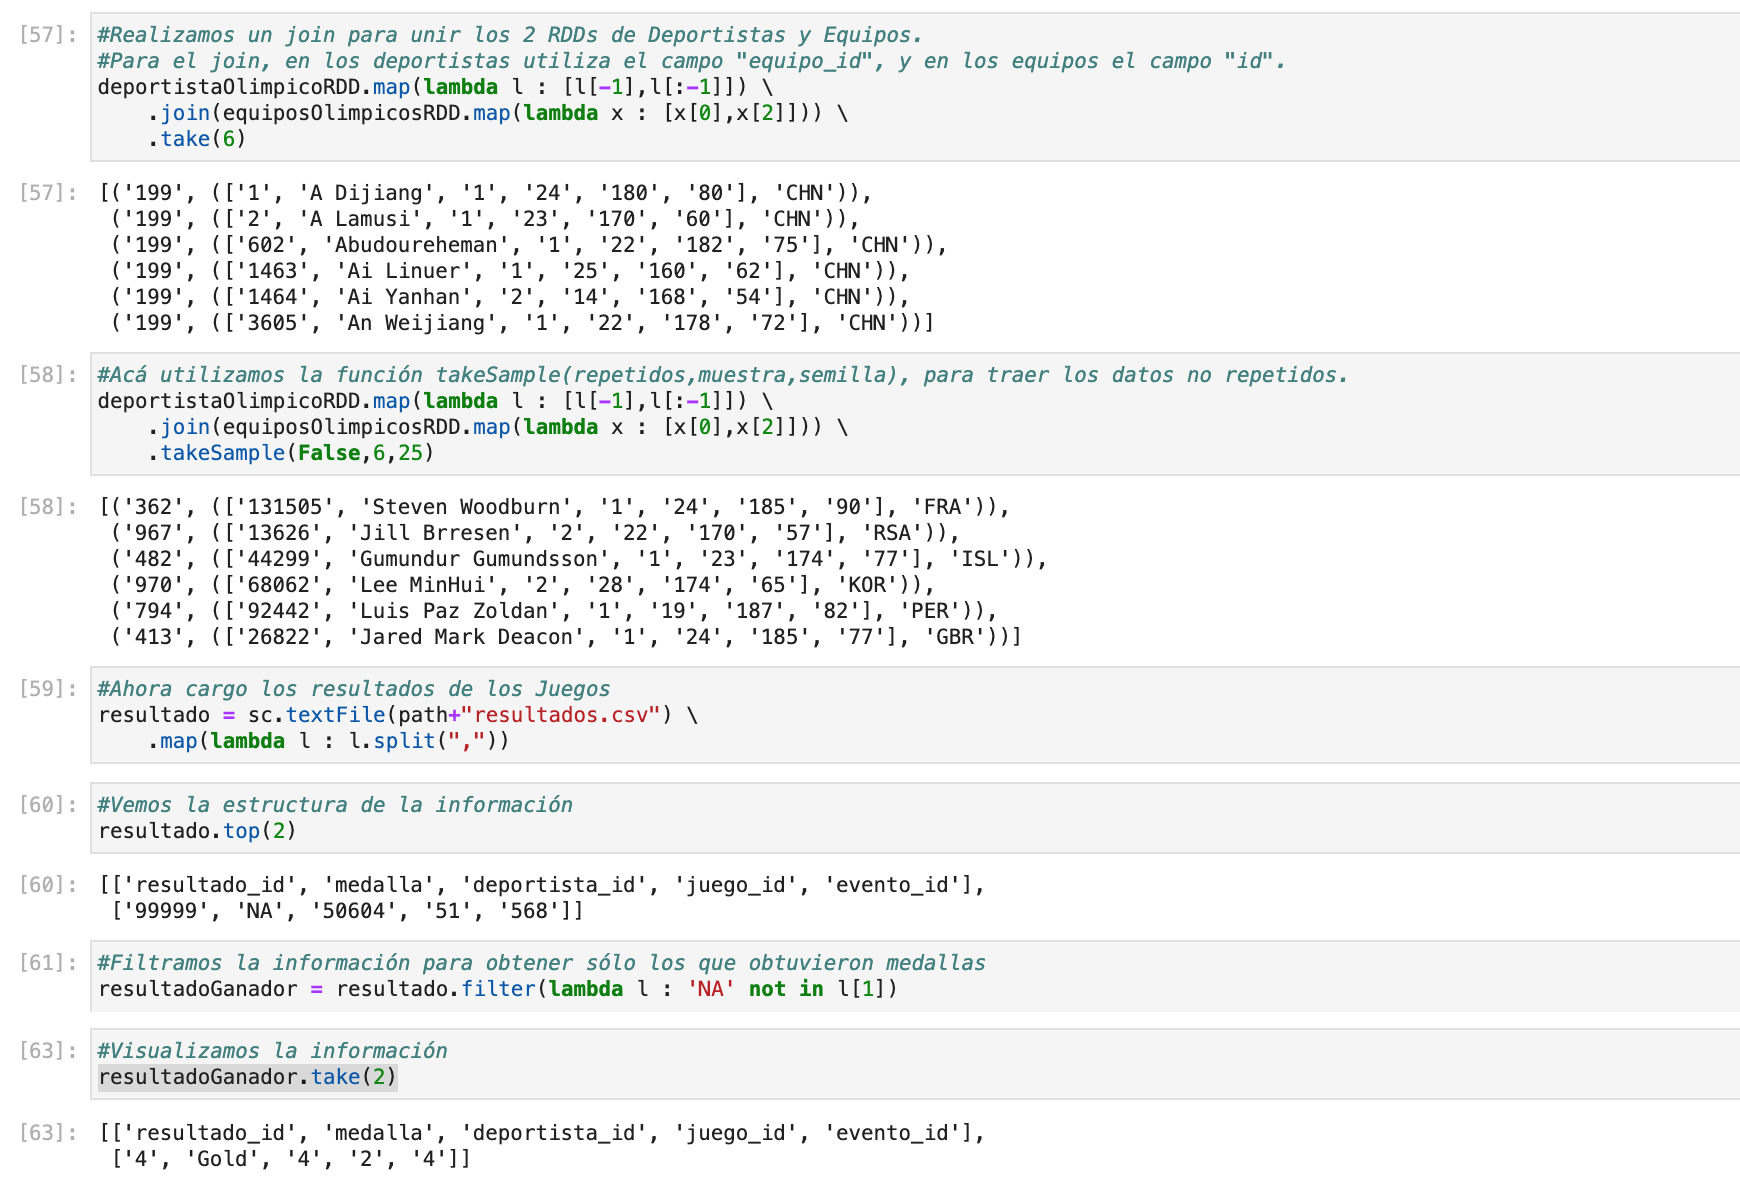 [57]: #Realizamos un join para unir los 2 RDDs de Deportistas y Equipos.
#Para el join, en los deportistas utiliza el campo "equipo_id", y en los equipos el campo "id".
deportistaOlimpicoRDD.map(lambda l : [l[-1],l[:-1]]) \
    .join(equiposOlimpicosRDD.map(lambda x : [x[0],x[2]])) \
    .take(6)
[57]: [('199', (['1', 'A Dijiang', '1', '24', '180', '80'], 'CHN')),
 ('199', (['2', 'A Lamusi', '1', '23', '170', '60'], 'CHN')),
 ('199', (['602', 'Abudoureheman', '1', '22', '182', '75'], 'CHN')),
 ('199', (['1463', 'Ai Linuer', '1', '25', '160', '62'], 'CHN')),
 ('199', (['1464', 'Ai Yanhan', '2', '14', '168', '54'], 'CHN')),
 ('199', (['3605', 'An Weijiang', '1', '22', '178', '72'], 'CHN'))]
[58]: #Acá utilizamos la función takeSample(repetidos,muestra,semilla), para traer los datos no repetidos.
deportistaOlimpicoRDD.map(lambda l : [l[-1],l[:-1]]) \
    .join(equiposOlimpicosRDD.map(lambda x : [x[0],x[2]])) \
    .takeSample(False,6,25)
[58]: [('362', (['131505', 'Steven Woodburn', '1', '24', '185', '90'], 'FRA')),
 ('967', (['13626', 'Jill Brresen', '2', '22', '170', '57'], 'RSA')),
 ('482', (['44299', 'Gumundur Gumundsson', '1', '23', '174', '77'], 'ISL')),
 ('970', (['68062', 'Lee MinHui', '2', '28', '174', '65'], 'KOR')),
 ('794', (['92442', 'Luis Paz Zoldan', '1', '19', '187', '82'], 'PER')),
 ('413', (['26822', 'Jared Mark Deacon', '1', '24', '185', '77'], 'GBR'))]
[59]: #Ahora cargo los resultados de los Juegos
resultado = sc.textFile(path+"resultados.csv") \
    .map(lambda l : l.split(","))
[60]: #Vemos la estructura de la información
resultado.top(2)
[60]: [['resultado_id', 'medalla', 'deportista_id', 'juego_id', 'evento_id'],
 ['99999', 'NA', '50604', '51', '568']]
[61]: #Filtramos la información para obtener sólo los que obtuvieron medallas
resultadoGanador = resultado.filter(lambda l : 'NA' not in l[1])
[63]: #Visualizamos la información
resultadoGanador.take(2)
[63]: [['resultado_id', 'medalla', 'deportista_id', 'juego_id', 'evento_id'],
 ['4', 'Gold', '4', '2', '4']]